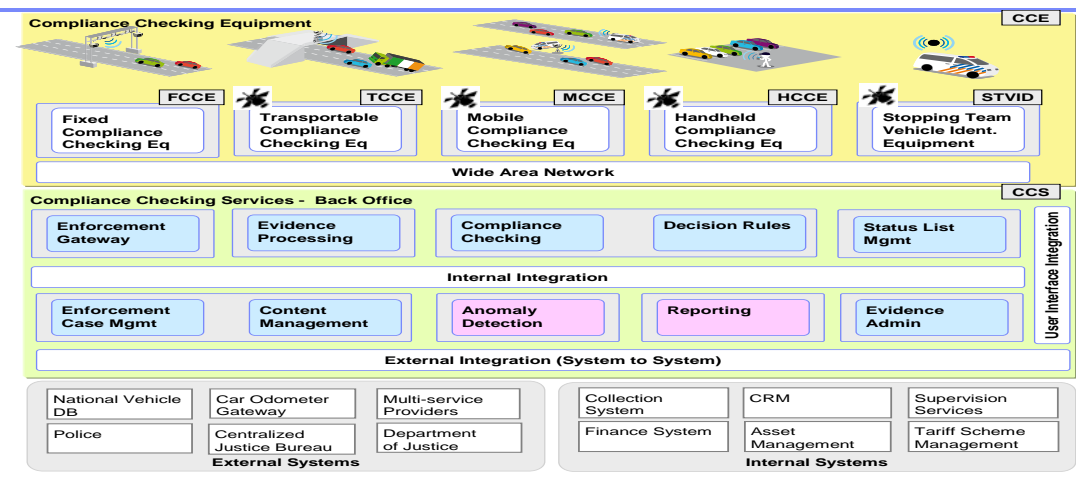 CCE
Compliance Checking Equipment
FCCE
TCCE
MCCE
HCCE
STVID
Fixed
Compliance
Checking Eq
Transportable
Compliance
Checking Eq
Mobile
Compliance
Checking Eq
Handheld
Compliance
Checking Eq
Stopping Team
Vehicle Ident.
Equipment
Wide Area Network
CCS
Compliance Checking Services - Back Office
Enforcement
Gateway
Evidence
Processing
Compliance
Checking
Decision Rules
Status List
Mgmt
User Interface Integration
Internal Integration
Enforcement
Case Mgmt
Content
Management
Anomaly
Detection
Reporting
Evidence
Admin
External Integration (System to System)
National Vehicle
DB
Car Odometer
Gateway
Multi-service
Providers
Police
Centralized
Justice Bureau
Department
of Justice
External Systems
Collection
System
CRM
Supervision
Services
Finance System
Asset
Management
Tariff Scheme
Management
Internal Systems